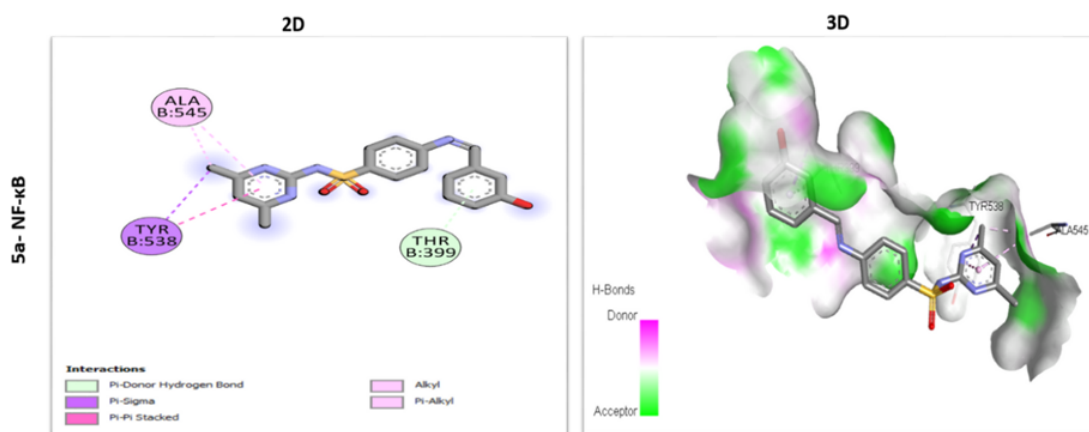 2D
3D
5a- NF-κB
ALA
B:545
TYR
B:538
THR
B:399
Interactions
Pi-Donor Hydrogen Bond
Pi-Sigma
Pi-Pi Stacked
Alkyl
Pi-Alkyl
TYR538
ALA545
H-Bonds
Donor
Acceptor